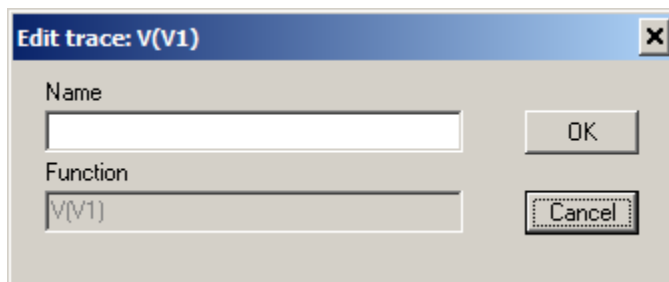 Edit trace: V(V1)
Name
OK
Function
V(V1)
Cancel